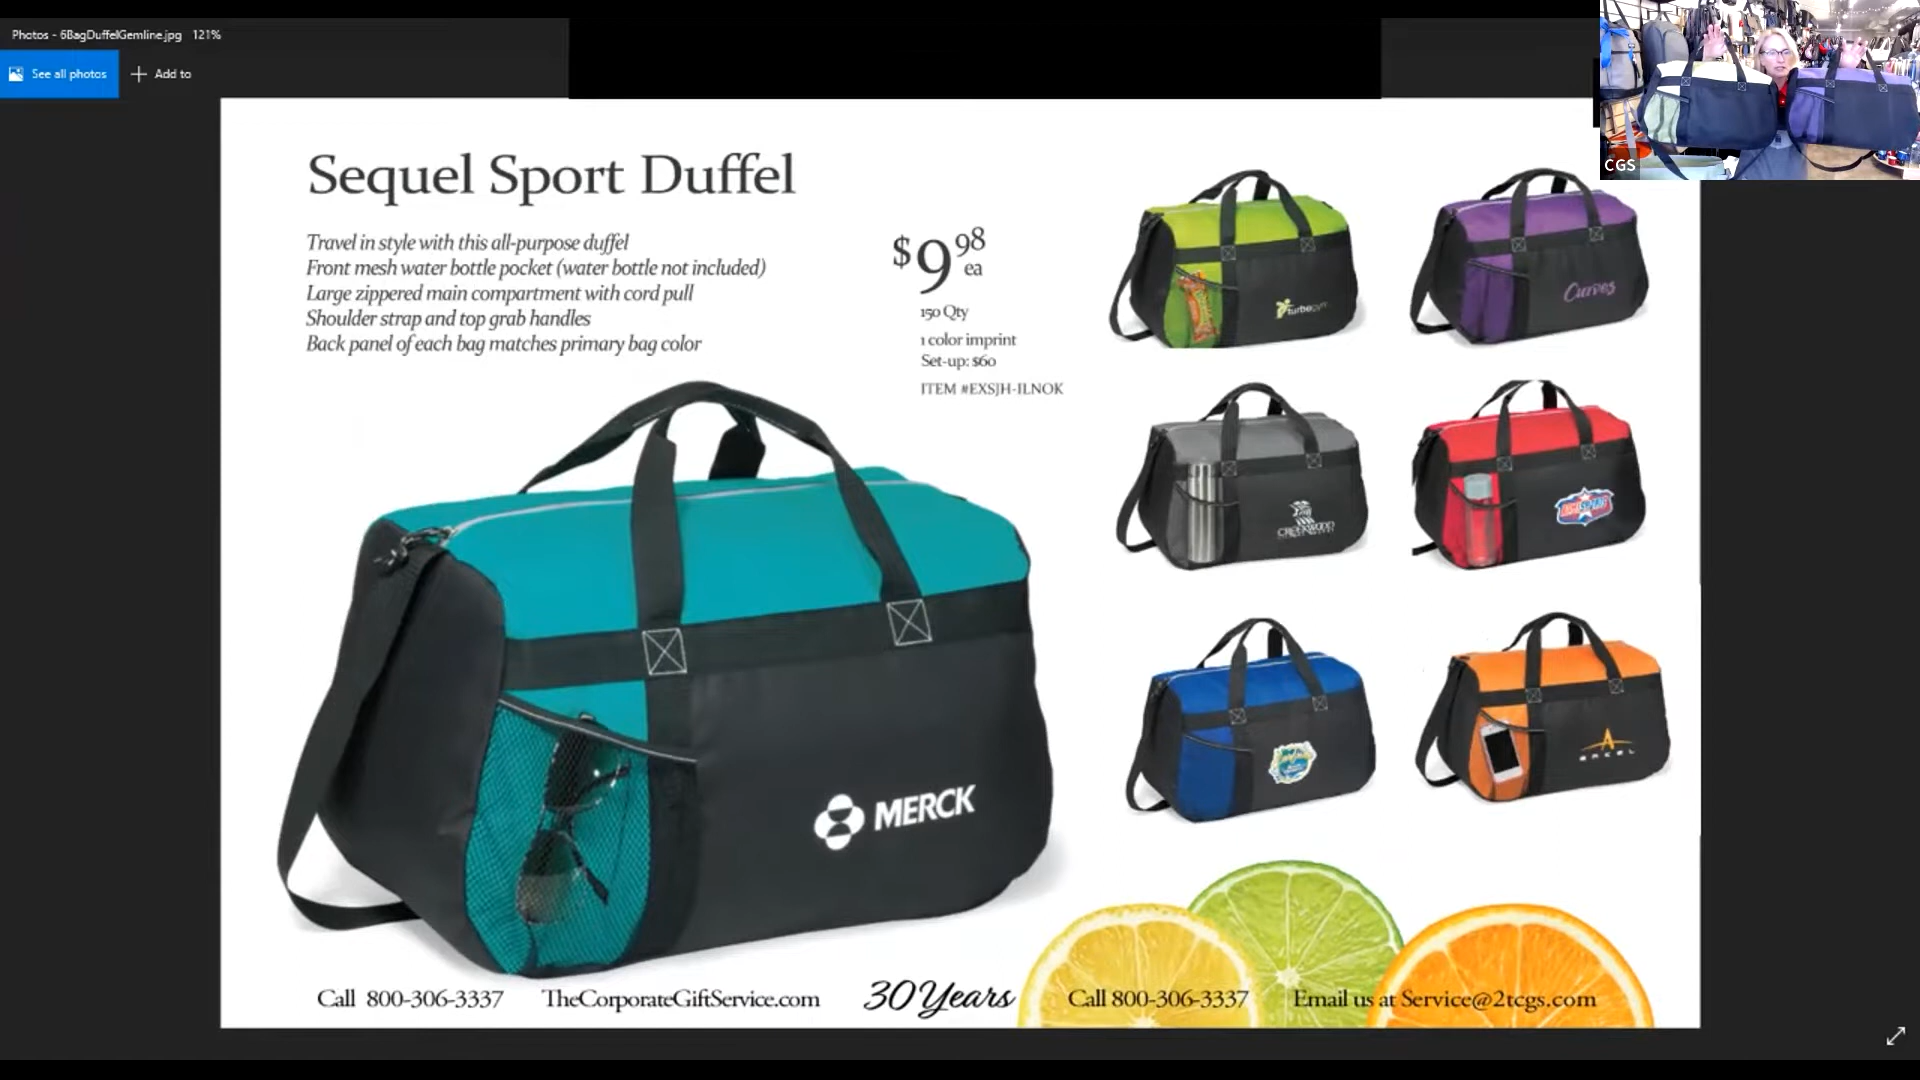 Photos - 6BagDuffelGemline.jpg 121%
See all photos
Add to
CGS
Sequel Sport Duffel
Travel in style with this all-purpose duffel
Front mesh water bottle pocket (water bottle not included)
Large zippered main compartment with cord pull
Shoulder strap and top grab handles
Back panel of each bag matches primary bag color
$9.98
ea
150 Qty
1 color imprint
Set-up: $60
ITEM #EXSJH-ILNOK
turbogym
Curves
CREEKWOOD
MERCK
Call 800-306-3337
TheCorporateGiftService.com
30 Years
Call 800-306-3337
Email us at Service@2tcgs.com